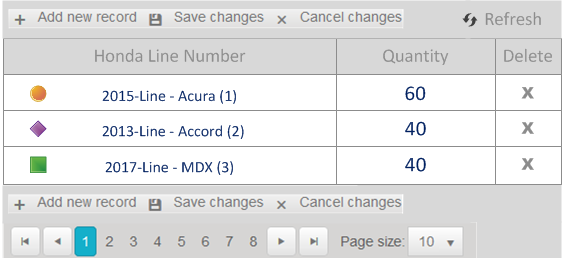 + Add new record Save changes × Cancel changes Refresh
Honda Line Number Quantity Delete
2015-Line - Acura (1) 60 X
2013-Line - Accord (2) 40 X
2017-Line - MDX (3) 40 X
+ Add new record Save changes × Cancel changes
1 2 3 4 5 6 7 8 Page size: 10